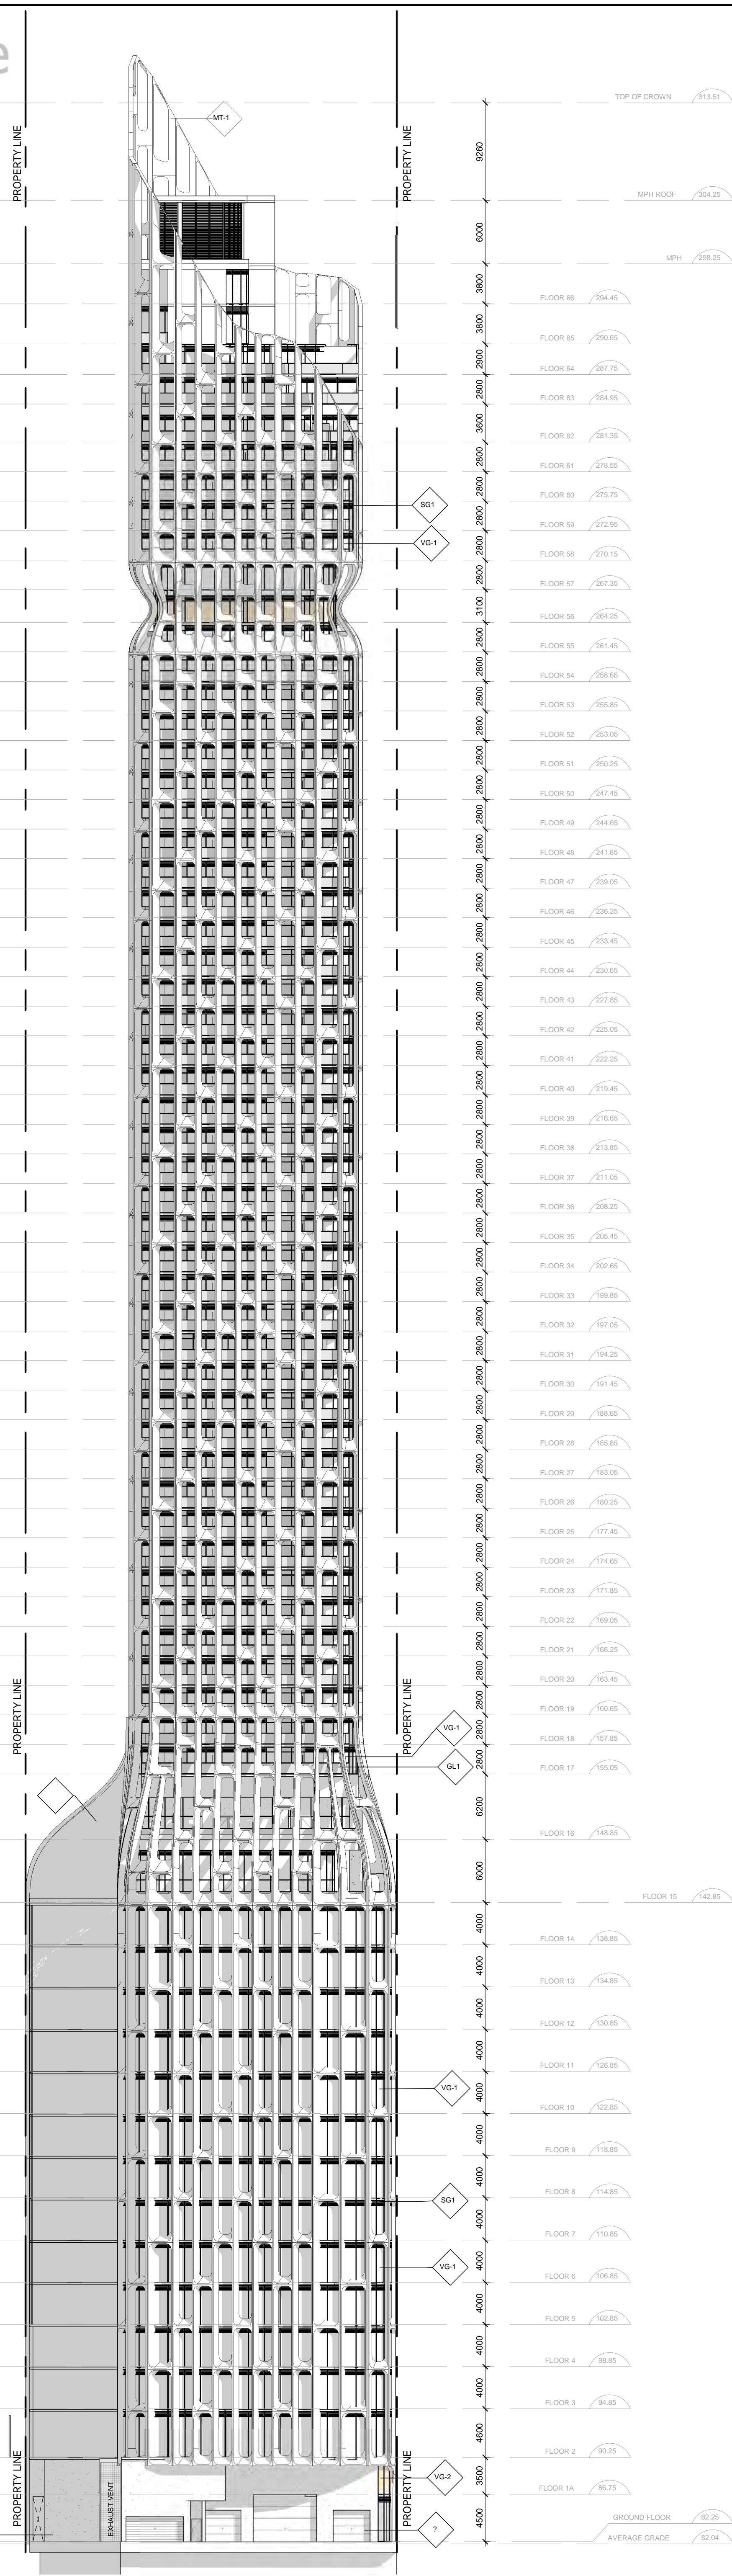 e
TOP OF CROWN 313.51
MT-1
PROPERTY LINE
PROPERTY LINE
9260
MPH ROOF 304.25
6000
MPH 298.25
3800
FLOOR 66 294.45
3800
FLOOR 65 290.65
2900
FLOOR 64 287.75
2800
FLOOR 63 284.95
3600
FLOOR 62 281.35
2800
FLOOR 61 278.55
2800
FLOOR 60 275.75
SG1
2800
FLOOR 59 272.95
VG-1
2800
FLOOR 58 270.15
2800
FLOOR 57 267.35
3100
FLOOR 56 264.25
2800
FLOOR 55 261.45
2800
FLOOR 54 258.65
2800
FLOOR 53 255.85
2800
FLOOR 52 253.05
2800
FLOOR 51 250.25
2800
FLOOR 50 247.45
2800
FLOOR 49 244.65
2800
FLOOR 48 241.85
2800
FLOOR 47 239.05
2800
FLOOR 46 236.25
2800
FLOOR 45 233.45
2800
FLOOR 44 230.65
2800
FLOOR 43 227.85
2800
FLOOR 42 225.05
2800
FLOOR 41 222.25
2800
FLOOR 40 219.45
2800
FLOOR 39 216.65
2800
FLOOR 38 213.85
2800
FLOOR 37 211.05
2800
FLOOR 36 208.25
2800
FLOOR 35 205.45
2800
FLOOR 34 202.65
2800
FLOOR 33 199.85
2800
FLOOR 32 197.05
2800
FLOOR 31 194.25
2800
FLOOR 30 191.45
2800
FLOOR 29 188.65
2800
FLOOR 28 185.85
2800
FLOOR 27 183.05
2800
FLOOR 26 180.25
2800
FLOOR 25 177.45
2800
FLOOR 24 174.65
2800
FLOOR 23 171.85
2800
FLOOR 22 169.05
2800
FLOOR 21 166.25
2800
FLOOR 20 163.45
2800
FLOOR 19 160.65
PROPERTY LINE
PROPERTY LINE
VG-1
2800
FLOOR 18 157.85
GL1
2800
FLOOR 17 155.05
6200
FLOOR 16 148.85
6000
FLOOR 15 142.85
4000
FLOOR 14 138.85
4000
FLOOR 13 134.85
4000
FLOOR 12 130.85
4000
FLOOR 11 126.85
VG-1
4000
FLOOR 10 122.85
4000
FLOOR 9 118.85
4000
FLOOR 8 114.85
SG1
4000
FLOOR 7 110.85
VG-1
4000
FLOOR 6 106.85
4000
FLOOR 5 102.85
4000
FLOOR 4 98.85
4000
FLOOR 3 94.85
4600
FLOOR 2 90.25
PROPERTY LINE
PROPERTY LINE
VG-2
3500
FLOOR 1A 86.75
EXHAUST VENT
4500
?
GROUND FLOOR 82.25
AVERAGE GRADE 82.04